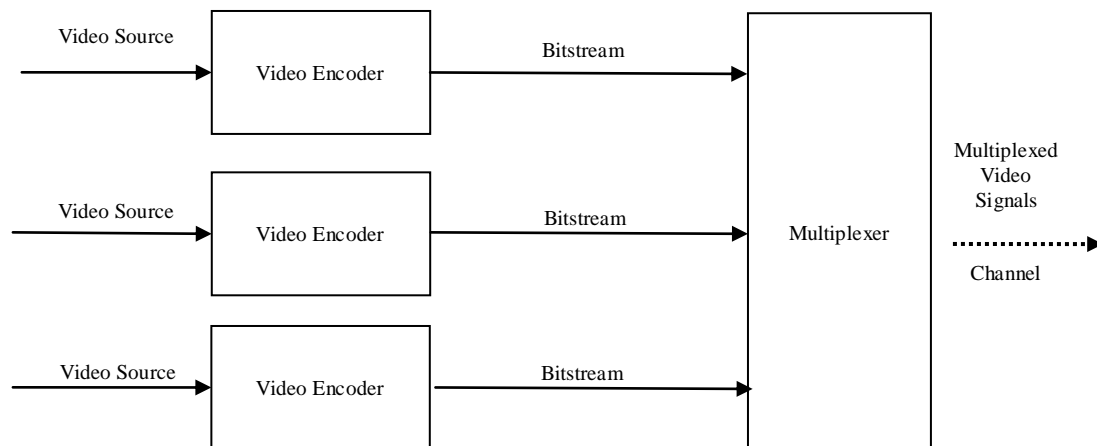 Video Source
Video Encoder
Bitstream
Video Source
Video Encoder
Bitstream
Video Source
Video Encoder
Bitstream
Multiplexer
Multiplexed
Video
Signals
Channel